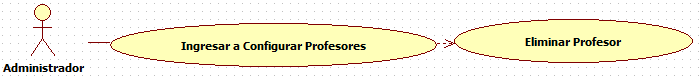 Ingresar a Configurar Profesores
Eliminar Profesor
Administrador